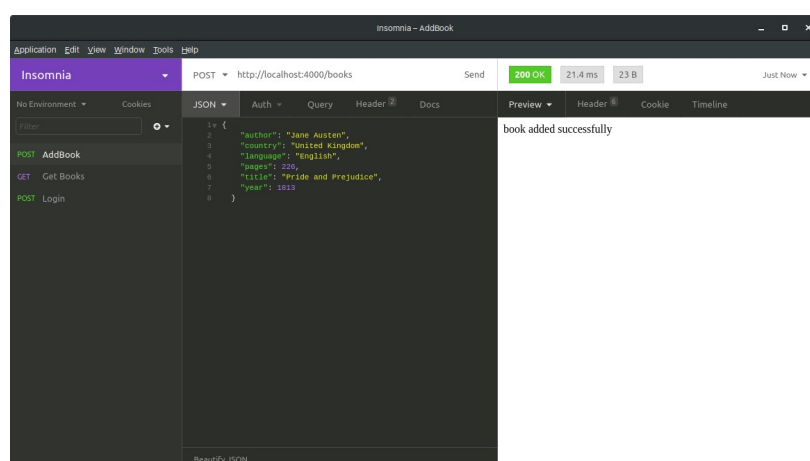 Insomnia – AddBook
Application Edit View Window Tools Help
Insomnia
POST http://localhost:4000/books Send
200 OK 21.4 ms 23 B Just Now
No Environment Cookies
JSON Auth Query Header 2 Docs
Preview Header 6 Cookie Timeline
Filter
POST AddBook
GET Get Books
POST Login
1 {
2 "author": "Jane Austen",
3 "country": "United Kingdom",
4 "language": "English",
5 "pages": 226,
6 "title": "Pride and Prejudice",
7 "year": 1813
8 }
book added successfully
Beautify JSON